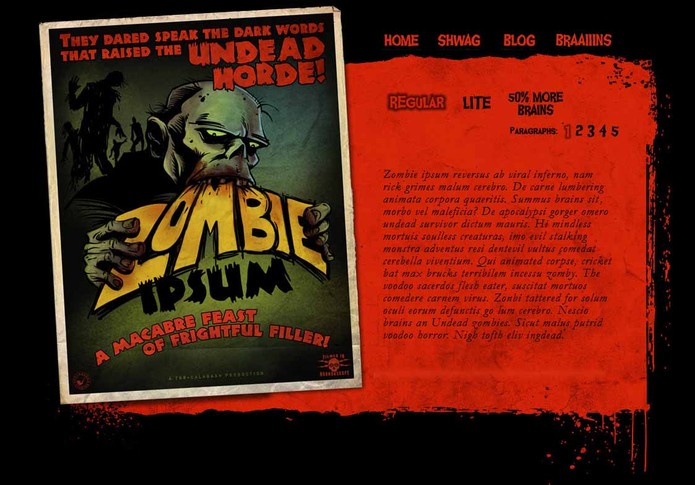 THEY DARED SPEAK THE DARK WORDS
THAT RAISED THE UNDEAD
HORDE!
ZOMBIE
IPSUM
A MACABRE FEAST
OF FRIGHTFUL FILLER!
HOME SHWAG BLOG BRAAIIINS
REGULAR LITE 50% MORE
BRAINS
PARAGRAPHS: 1 2 3 4 5
Zombie ipsum reversus ab viral inferno, nam
rick grimes malum cerebro. De carne lumbering
animata corpora quaeritis. Summus brains sit,
morbo vel maleficia? De apocalypsi gorger omero
undead survivor dictum mauris. Hi mindless
mortuis soulless creaturas, imo evil stalking
monstra adventus resi dentevil vultus comedat
cerebella viventium. Qui animated corpse, cricket
bat max brucks terribilem incessu zomby. The
voodoo sacerdos flesh eater, suscitat mortuos
comedere carnem virus. Zonbi tattered for solum
oculi eorum defunctis go lum cerebro. Nescio
brains an Undead zombies. Sicut malus putrid
voodoo horror. Nigh tofth eliv ingdead.